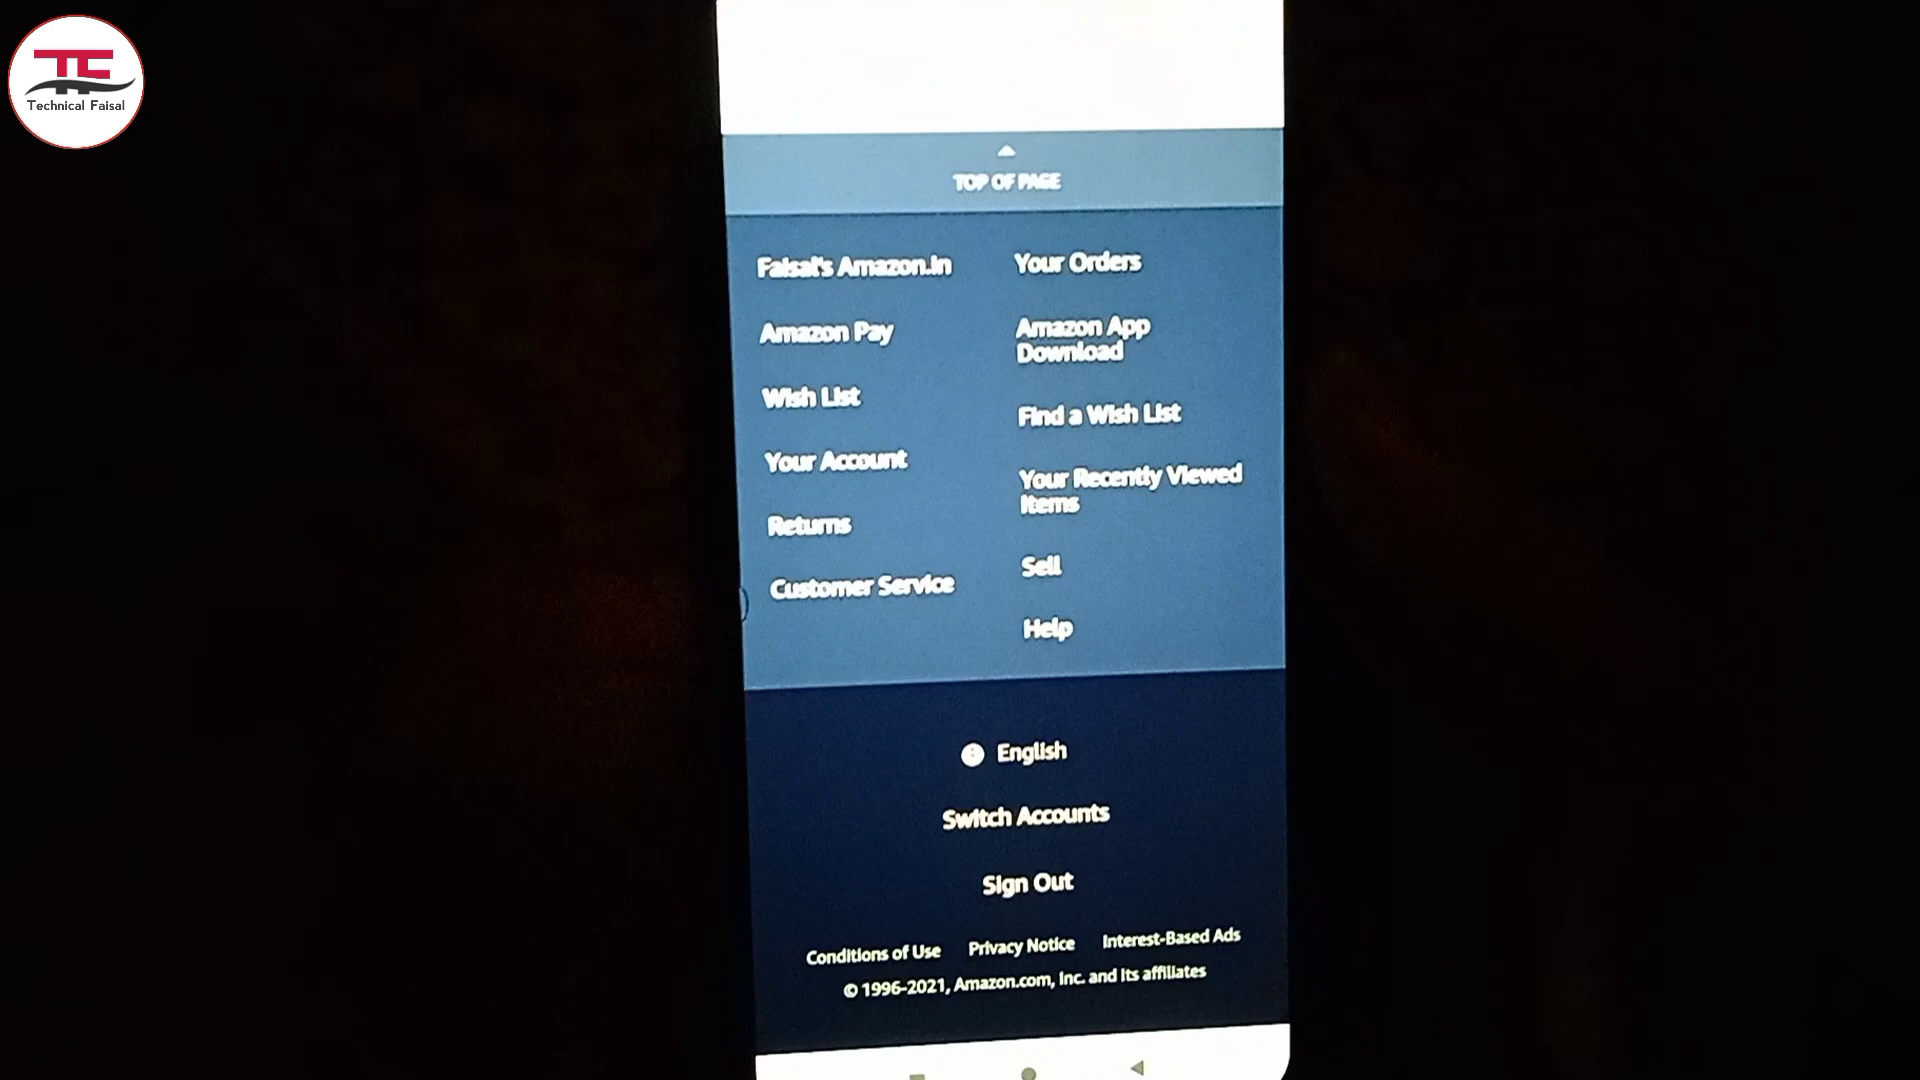 TC
Technical Faisal
TOP OF PAGE
Faisal's Amazon.in
Your Orders
Amazon Pay
Amazon App
Download
Wish List
Find a Wish List
Your Account
Your Recently Viewed
Items
Returns
Sell
Customer Service
Help
English
Switch Accounts
Sign Out
Conditions of Use Privacy Notice Interest-Based Ads
© 1996-2021, Amazon.com, Inc. and its affiliates